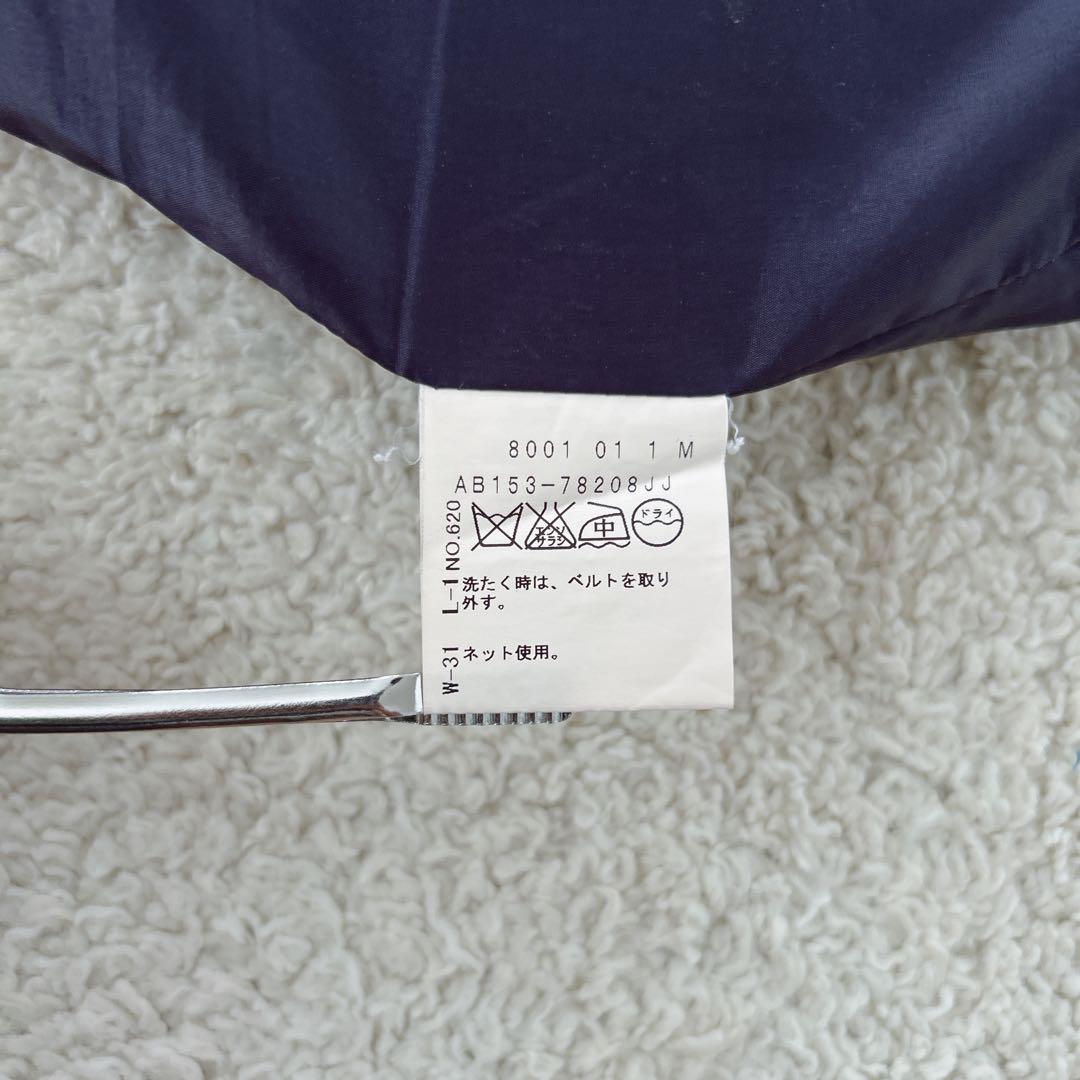 8001 01 1 M
AB153-78208JJ
エンソ
サラシ
中
ドライ
洗たく時は、ベルトを取り
外す。
ネット使用。
W-31 L-1 NO.620